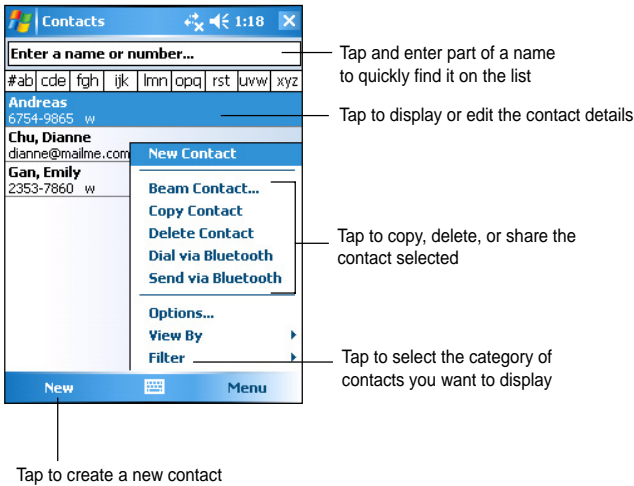 Contacts 1:18
Enter a name or number...
#ab cde fgh ijk lmn opq rst uvw xyz
Andreas
6754-9865 w
Chu, Dianne
dianne@mailme.com
Gan, Emily
2353-7860 w
New Contact
Beam Contact...
Copy Contact
Delete Contact
Dial via Bluetooth
Send via Bluetooth
Options...
View By
Filter
New Menu
Tap and enter part of a name
to quickly find it on the list
Tap to display or edit the contact details
Tap to copy, delete, or share the
contact selected
Tap to select the category of
contacts you want to display
Tap to create a new contact